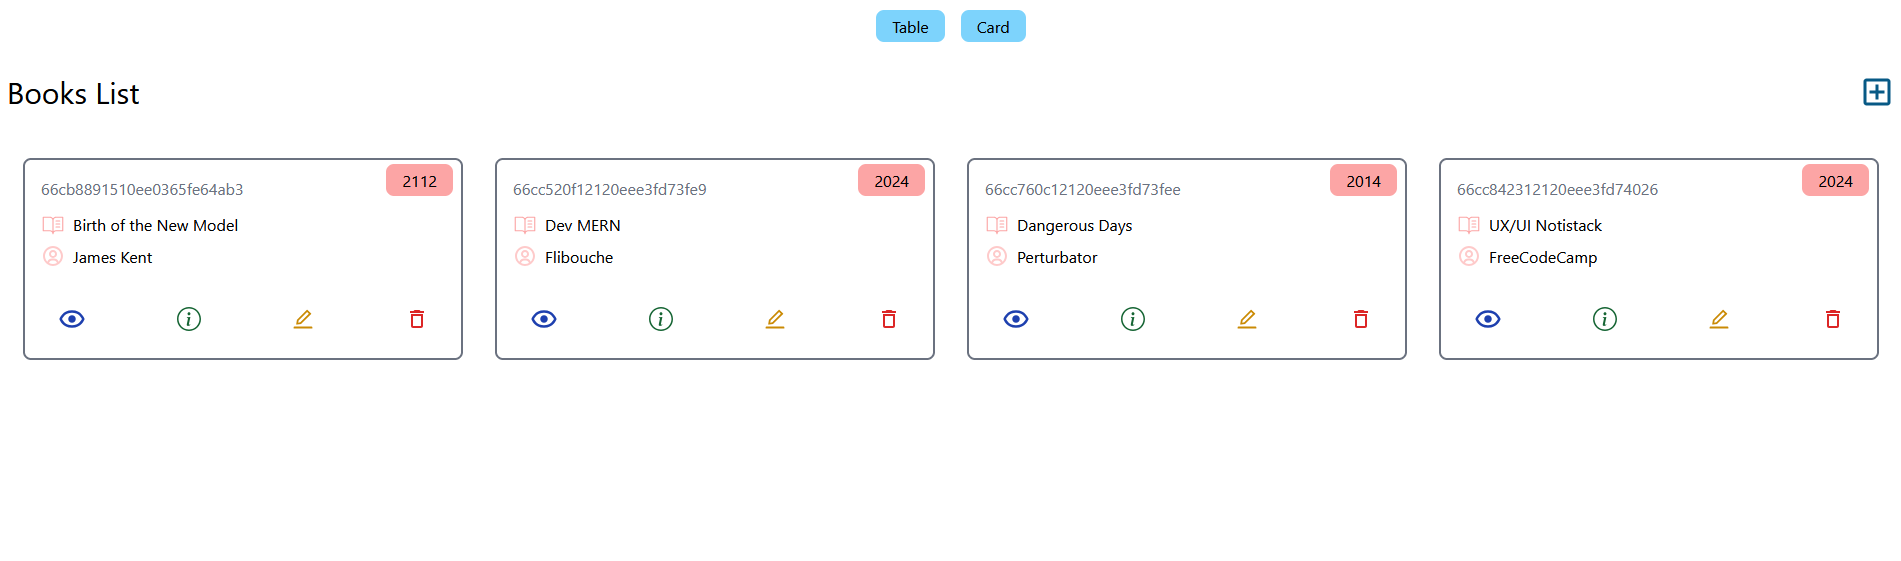 Table Card
Books List
2112
66cb8891510ee0365fe64ab3
Birth of the New Model
James Kent
2024
66cc520f12120eee3fd73fe9
Dev MERN
Flibouche
2014
66cc760c12120eee3fd73fee
Dangerous Days
Perturbator
2024
66cc842312120eee3fd74026
UX/UI Notistack
FreeCodeCamp